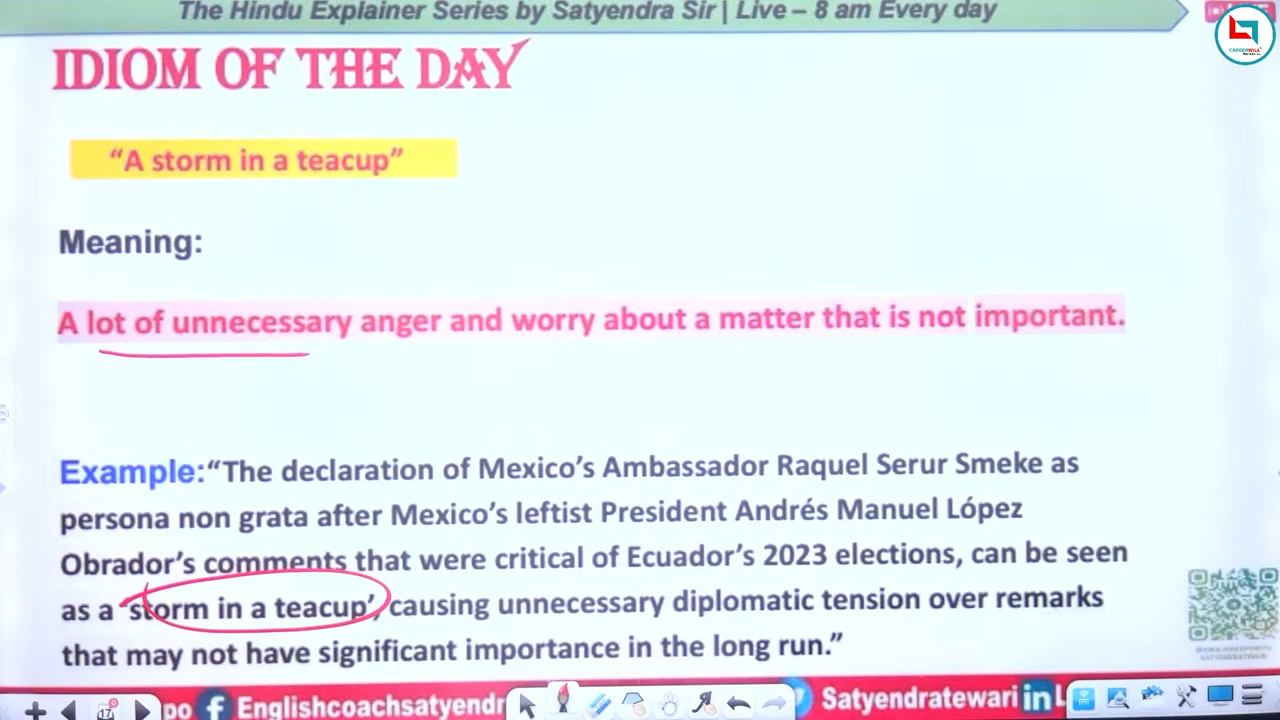 The Hindu Explainer Series by Satyendra Sir | Live – 8 am Every day
CAREERWILL
IDIOM OF THE DAY
“A storm in a teacup”
Meaning:
A lot of unnecessary anger and worry about a matter that is not important.
Example:“The declaration of Mexico’s Ambassador Raquel Serur Smeke as
persona non grata after Mexico’s leftist President Andrés Manuel López
Obrador’s comments that were critical of Ecuador’s 2023 elections, can be seen
as a ‘storm in a teacup’, causing unnecessary diplomatic tension over remarks
that may not have significant importance in the long run.”
17 po Englishcoachsatyendr Satyendratewari in L